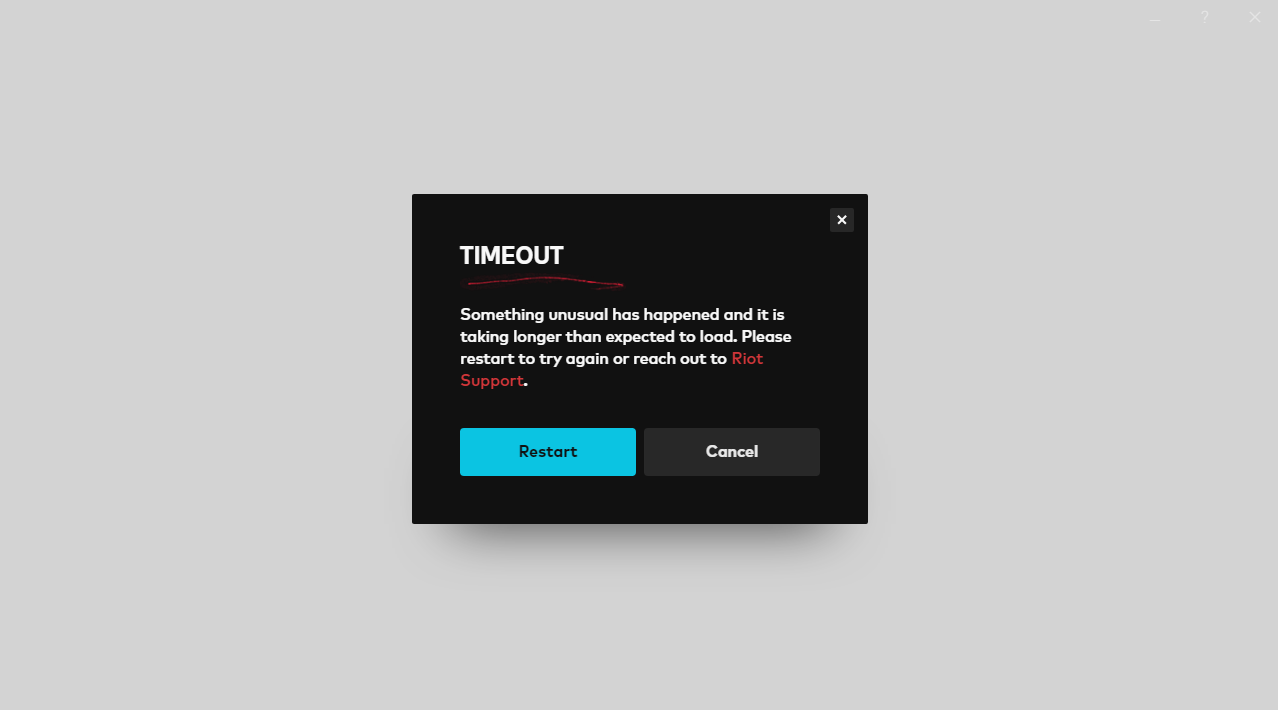 ?
TIMEOUT
Something unusual has happened and it is
taking longer than expected to load. Please
restart to try again or reach out to Riot
Support.
Restart Cancel